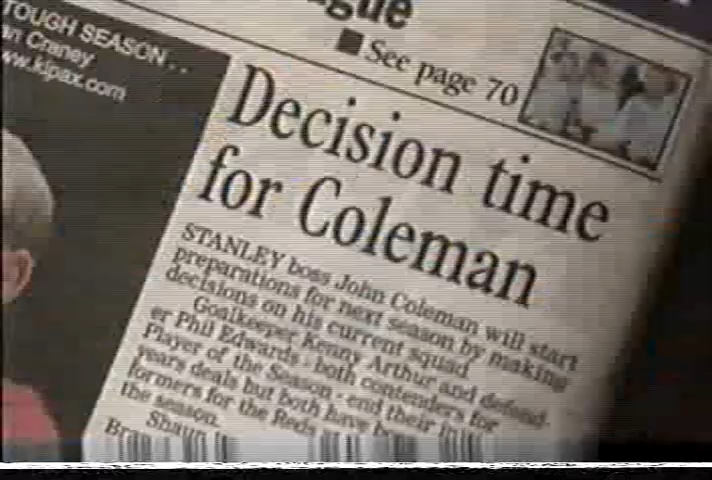 TOUGH SEASON . .
an Craney
ww.kipax.com
gue
■ See page 70
Decision time
for Coleman
STANLEY boss John Coleman will start
preparations for next season by making
decisions on his current squad
Goalkeeper Kenny Arthur and defend-
er Phil Edwards - both contenders for
Player of the Season - end their
years deals but both have
formers for the Reds
the season.
Shaun